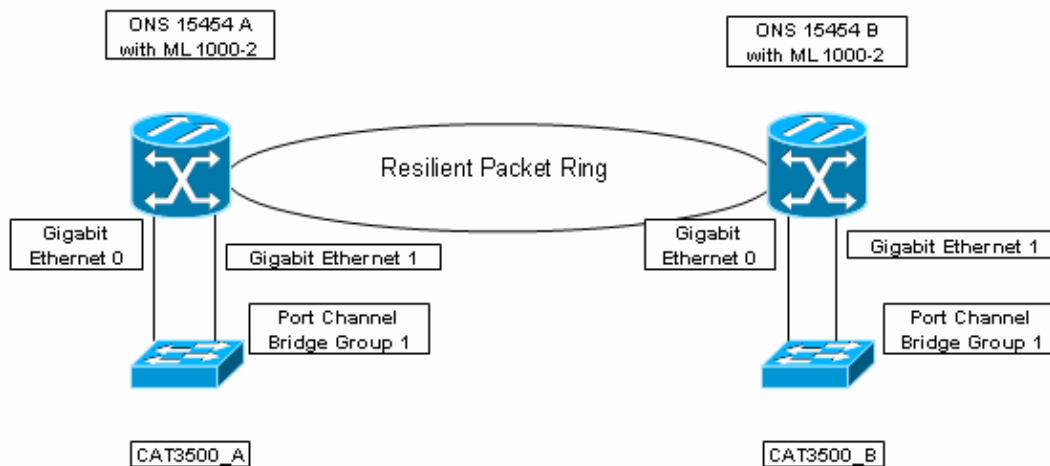 ONS 15454 A
with ML 1000-2
ONS 15454 B
with ML 1000-2
Resilient Packet Ring
Gigabit
Ethernet 0
Gigabit Ethernet 1
Gigabit
Ethernet 0
Gigabit Ethernet 1
Port Channel
Bridge Group 1
Port Channel
Bridge Group 1
CAT3500_A
CAT3500_B